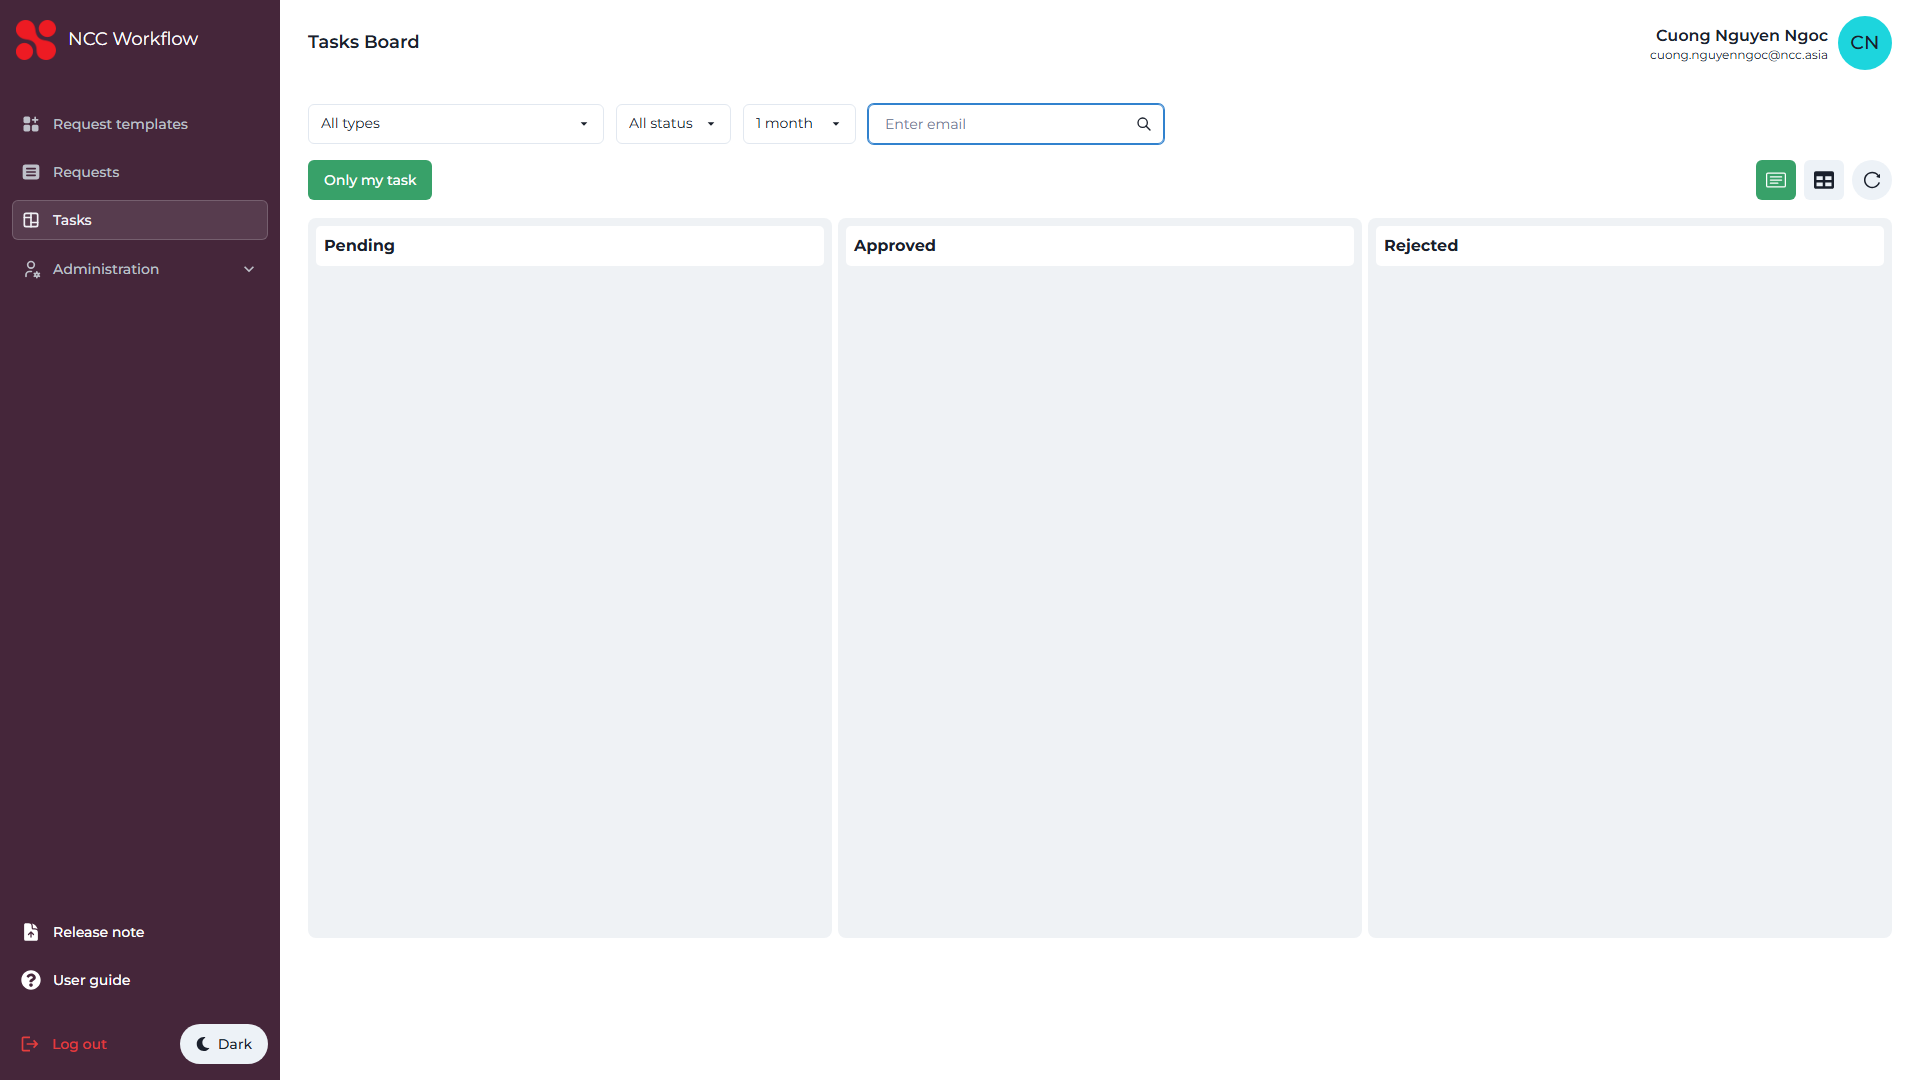 NCC Workflow
Tasks Board
Cuong Nguyen Ngoc
cuong.nguyenngoc@ncc.asia
CN
Request templates
Requests
Tasks
Administration
All types
All status
1 month
Enter email
Only my task
Pending
Approved
Rejected
Release note
User guide
Log out
Dark